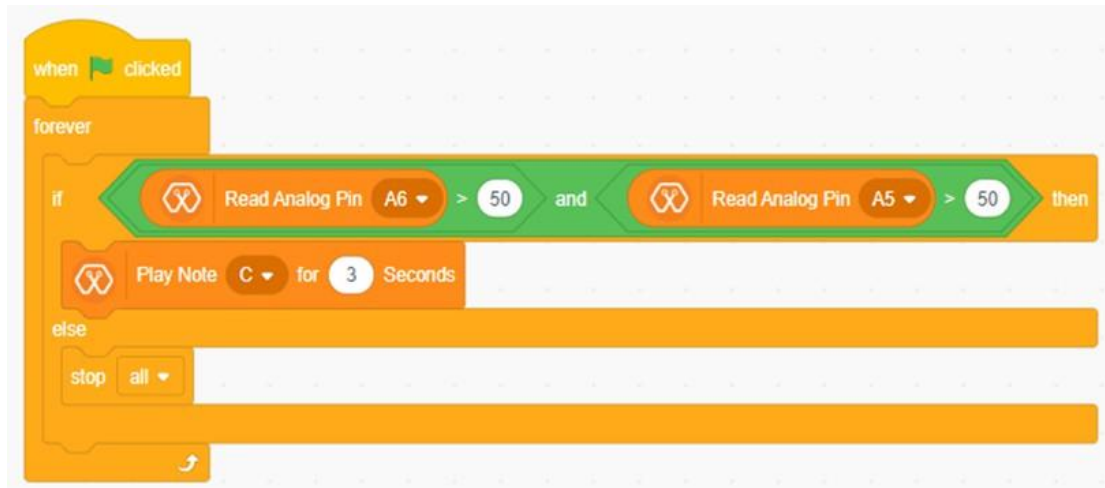 when clicked
forever
if Read Analog Pin A6 > 50 and Read Analog Pin A5 > 50 then
Play Note C for 3 Seconds
else
stop all